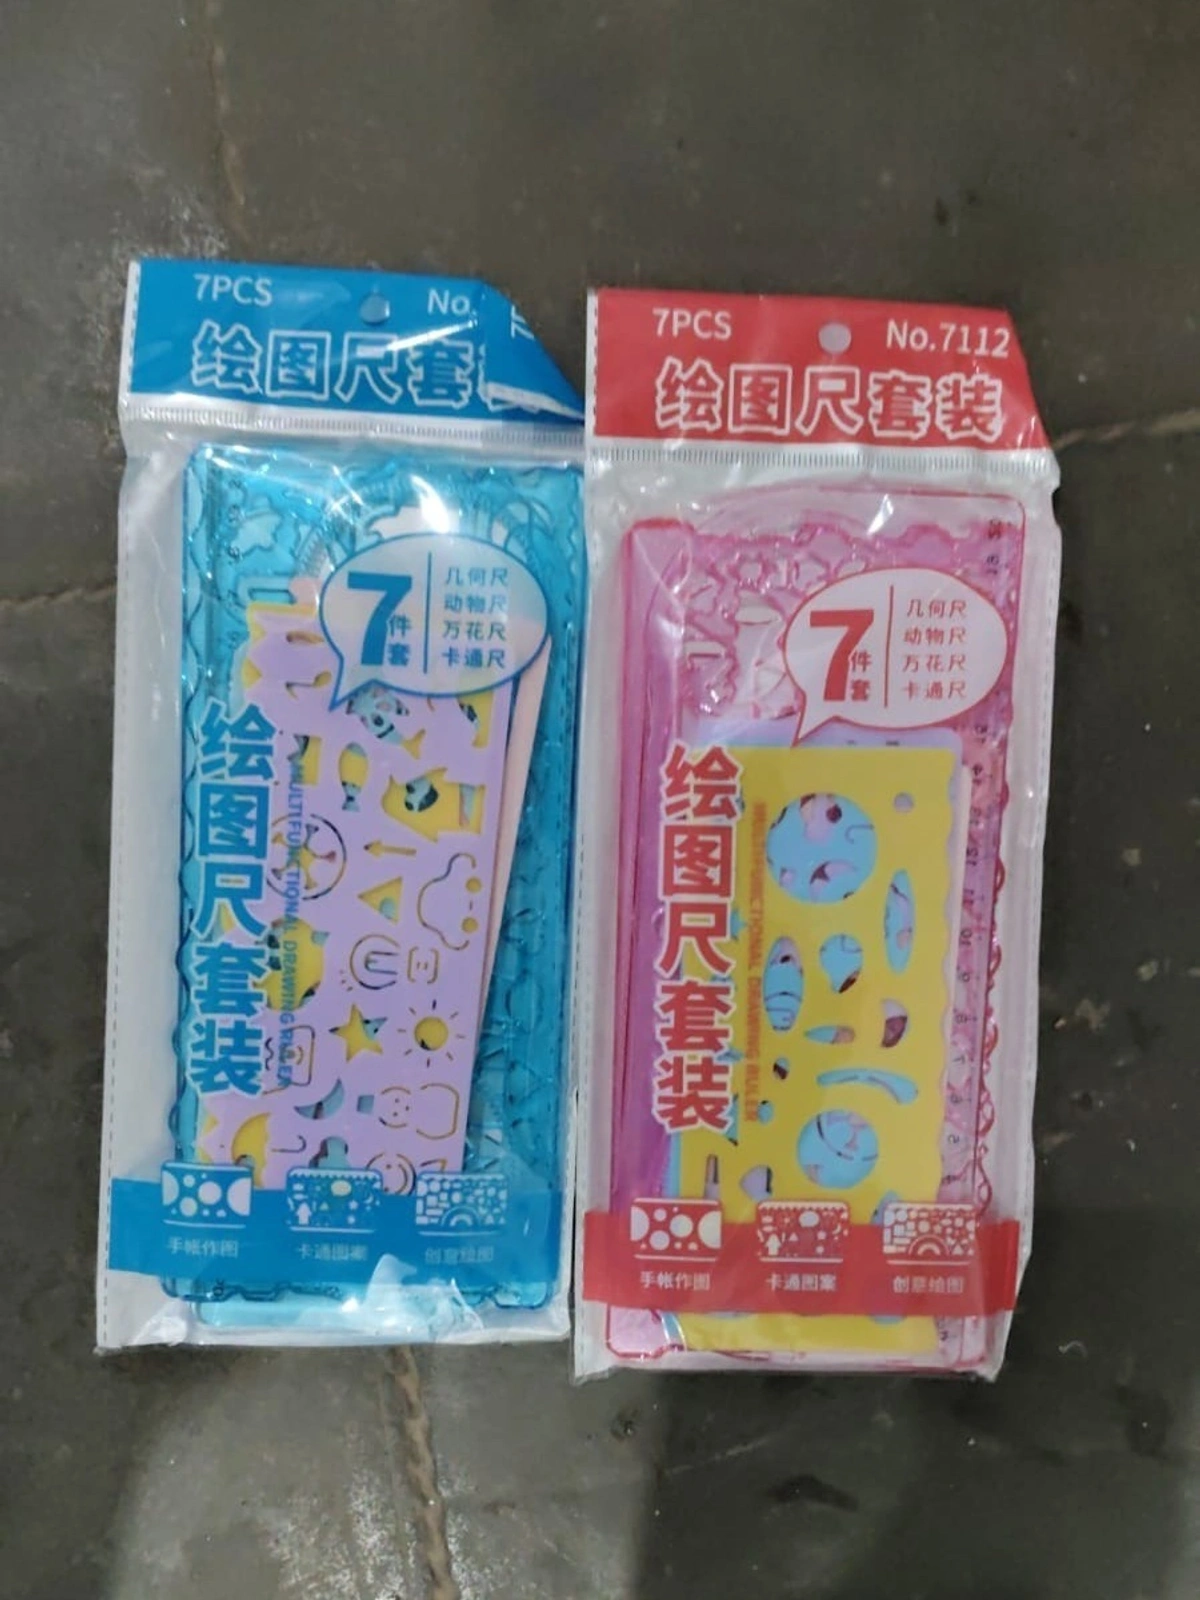 7PCS
No.
绘图尺套
7件套
几何尺
动物尺
万花尺
卡通尺
绘图尺套装
MULTIFUNCTIONAL DRAWING RULER
手帐作图
卡通图案
创意绘图
7PCS
No.7112
绘图尺套装
7件套
几何尺
动物尺
万花尺
卡通尺
绘图尺套装
MULTIFUNCTIONAL DRAWING RULER
手帐作图
卡通图案
创意绘图